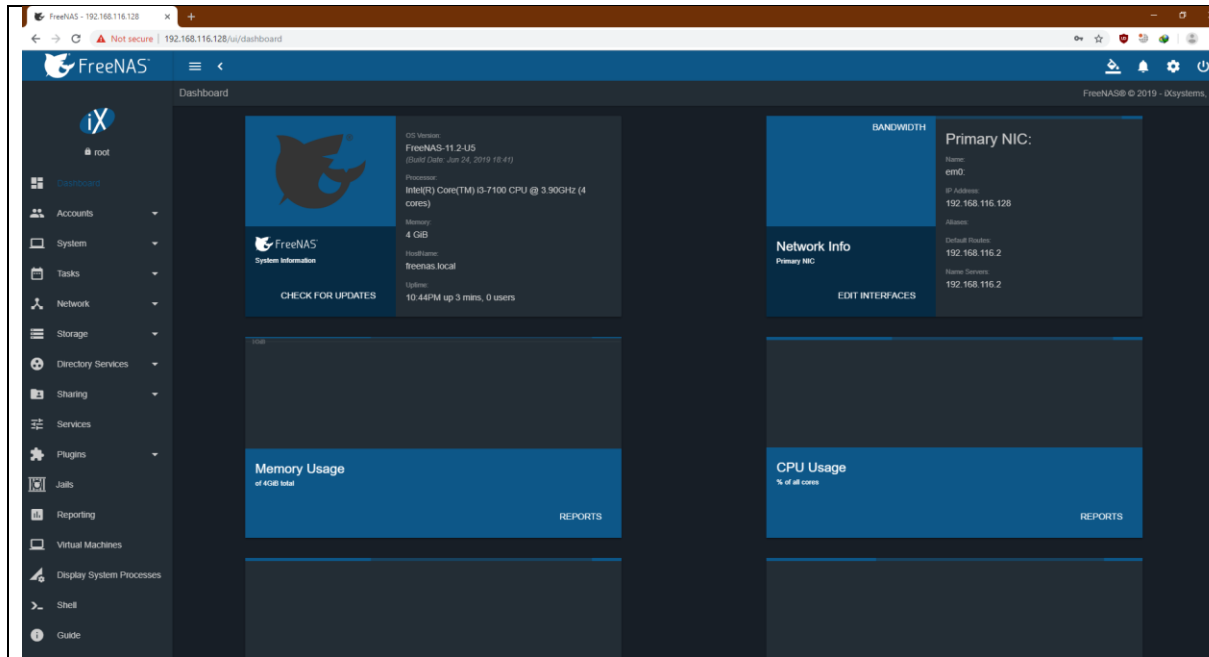 FreeNAS - 192.168.116.128
Not secure | 192.168.116.128/ui/dashboard
FreeNAS
Dashboard
FreeNAS® © 2019 - iXsystems,
iX
root
Dashboard
Accounts
System
Tasks
Network
Storage
Directory Services
Sharing
Services
Plugins
Jails
Reporting
Virtual Machines
Display System Processes
Shell
Guide
OS Version:
FreeNAS-11.2-U5
(Build Date: Jun 24, 2019 18:41)
Processor:
Intel(R) Core(TM) i3-7100 CPU @ 3.90GHz (4
cores)
Memory:
4 GiB
HostName:
freenas.local
Uptime:
10:44PM up 3 mins, 0 users
FreeNAS
System Information
CHECK FOR UPDATES
BANDWIDTH
Network Info
Primary NIC
EDIT INTERFACES
Primary NIC:
Name:
em0:
IP Address:
192.168.116.128
Aliases:
Default Routes:
192.168.116.2
Name Servers:
192.168.116.2
Memory Usage
of 4GiB total
REPORTS
CPU Usage
% of all cores
REPORTS